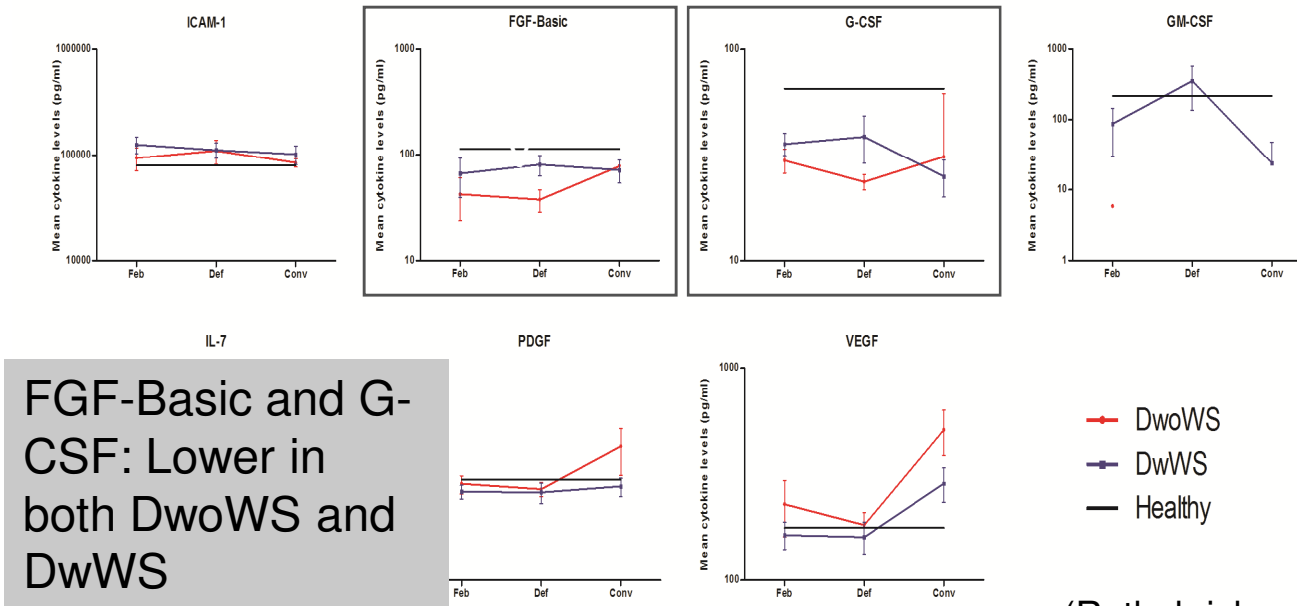 ICAM-1
FGF-Basic
G-CSF
GM-CSF
Mean cytokine levels (pg/ml)
1000000
100000
10000
Feb Def Conv
Mean cytokine levels (pg/ml)
1000
100
10
Feb Def Conv
Mean cytokine levels (pg/ml)
100
10
Feb Def Conv
Mean cytokine levels (pg/ml)
1000
100
10
1
Feb Def Conv
IL-7
PDGF
VEGF
FGF-Basic and G-
CSF: Lower in
both DwoWS and
DwWS
Feb Def Conv
Mean cytokine levels (pg/ml)
1000
100
Feb Def Conv
DwoWS
DwWS
Healthy